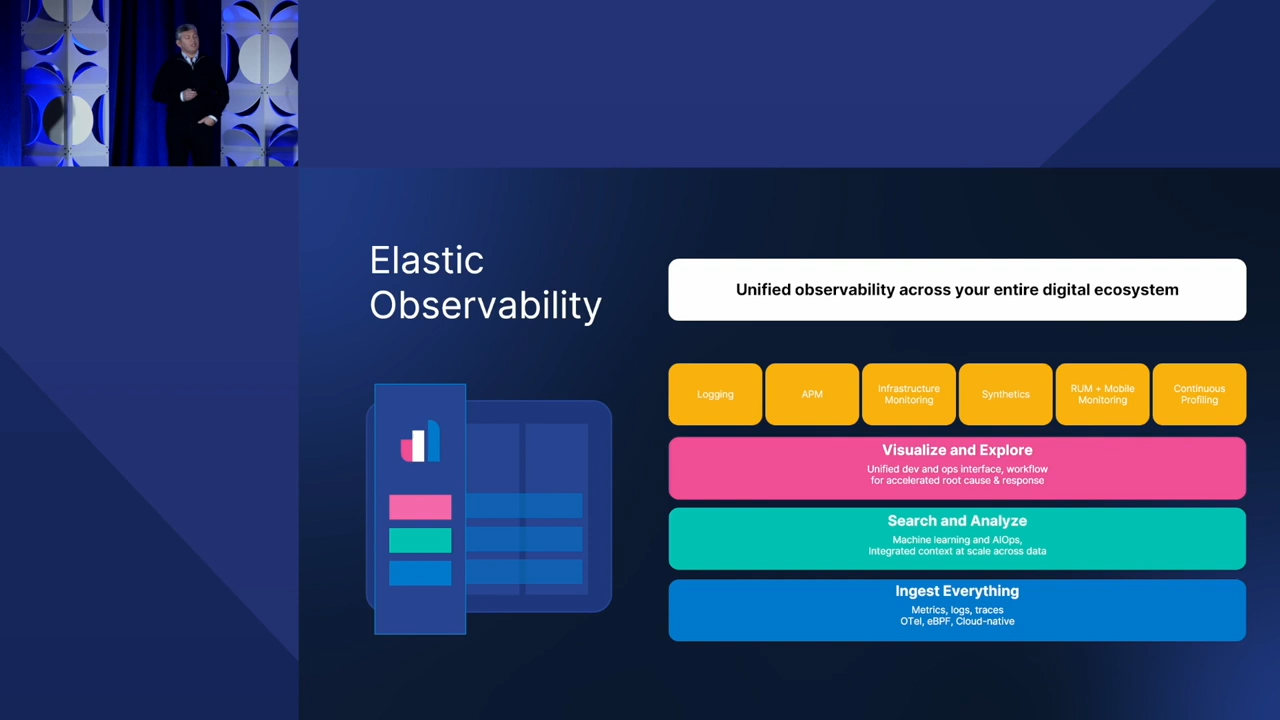 Elastic
Observability
Unified observability across your entire digital ecosystem
Logging
APM
Infrastructure
Monitoring
Synthetics
RUM + Mobile
Monitoring
Continuous
Profiling
Visualize and Explore
Unified dev and ops interface, workflow
for accelerated root cause & response
Search and Analyze
Machine learning and AIOps,
Integrated context at scale across data
Ingest Everything
Metrics, logs, traces
OTel, eBPF, Cloud-native